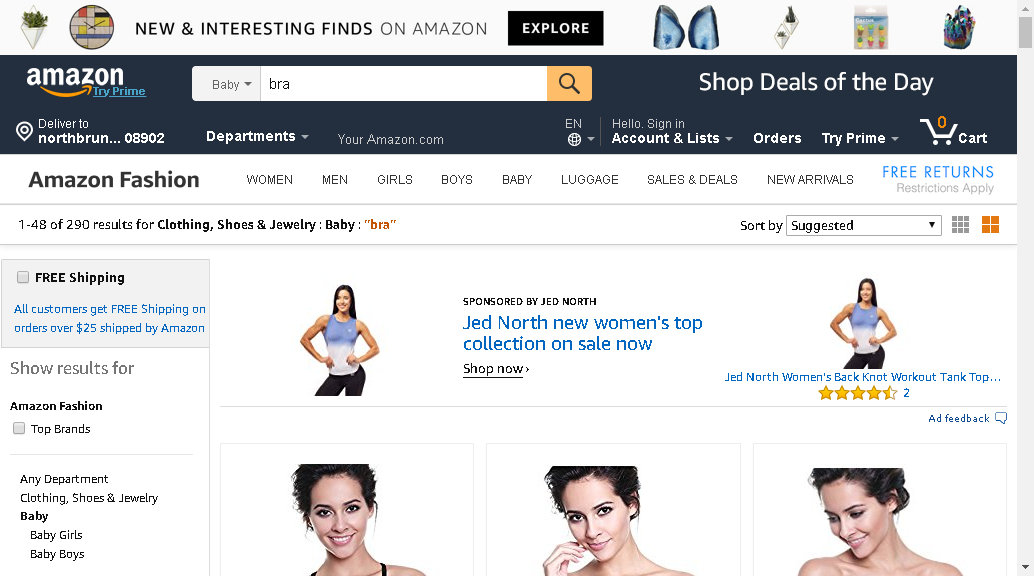 NEW & INTERESTING FINDS ON AMAZON EXPLORE
amazon
Try Prime
Baby
bra
Shop Deals of the Day
Deliver to
northbrun... 08902
Departments
Your Amazon.com
EN
Hello. Sign in
Account & Lists
Orders
Try Prime
0
Cart
Amazon Fashion
WOMEN MEN GIRLS BOYS BABY LUGGAGE SALES & DEALS NEW ARRIVALS
FREE RETURNS
Restrictions Apply
1-48 of 290 results for Clothing, Shoes & Jewelry : Baby : "bra"
Sort by Suggested
FREE Shipping
All customers get FREE Shipping on
orders over $25 shipped by Amazon
Show results for
Amazon Fashion
Top Brands
Any Department
Clothing, Shoes & Jewelry
Baby
Baby Girls
Baby Boys
SPONSORED BY JED NORTH
Jed North new women's top
collection on sale now
Shop now ›
Jed North Women's Back Knot Workout Tank Top...
2
Ad feedback